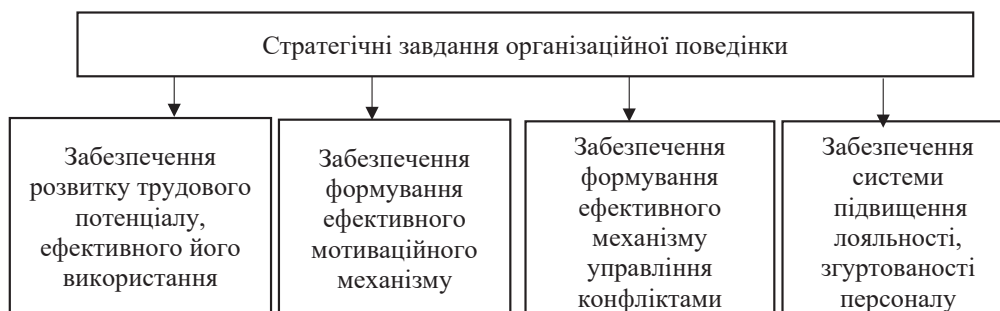 Стратегічні завдання організаційної поведінки
Забезпечення
розвитку трудового
потенціалу,
ефективного його
використання
Забезпечення
формування
ефективного
мотиваційного
механізму
Забезпечення
формування
ефективного
механізму
управління
конфліктами
Забезпечення
системи
підвищення
лояльності,
згуртованості
персоналу